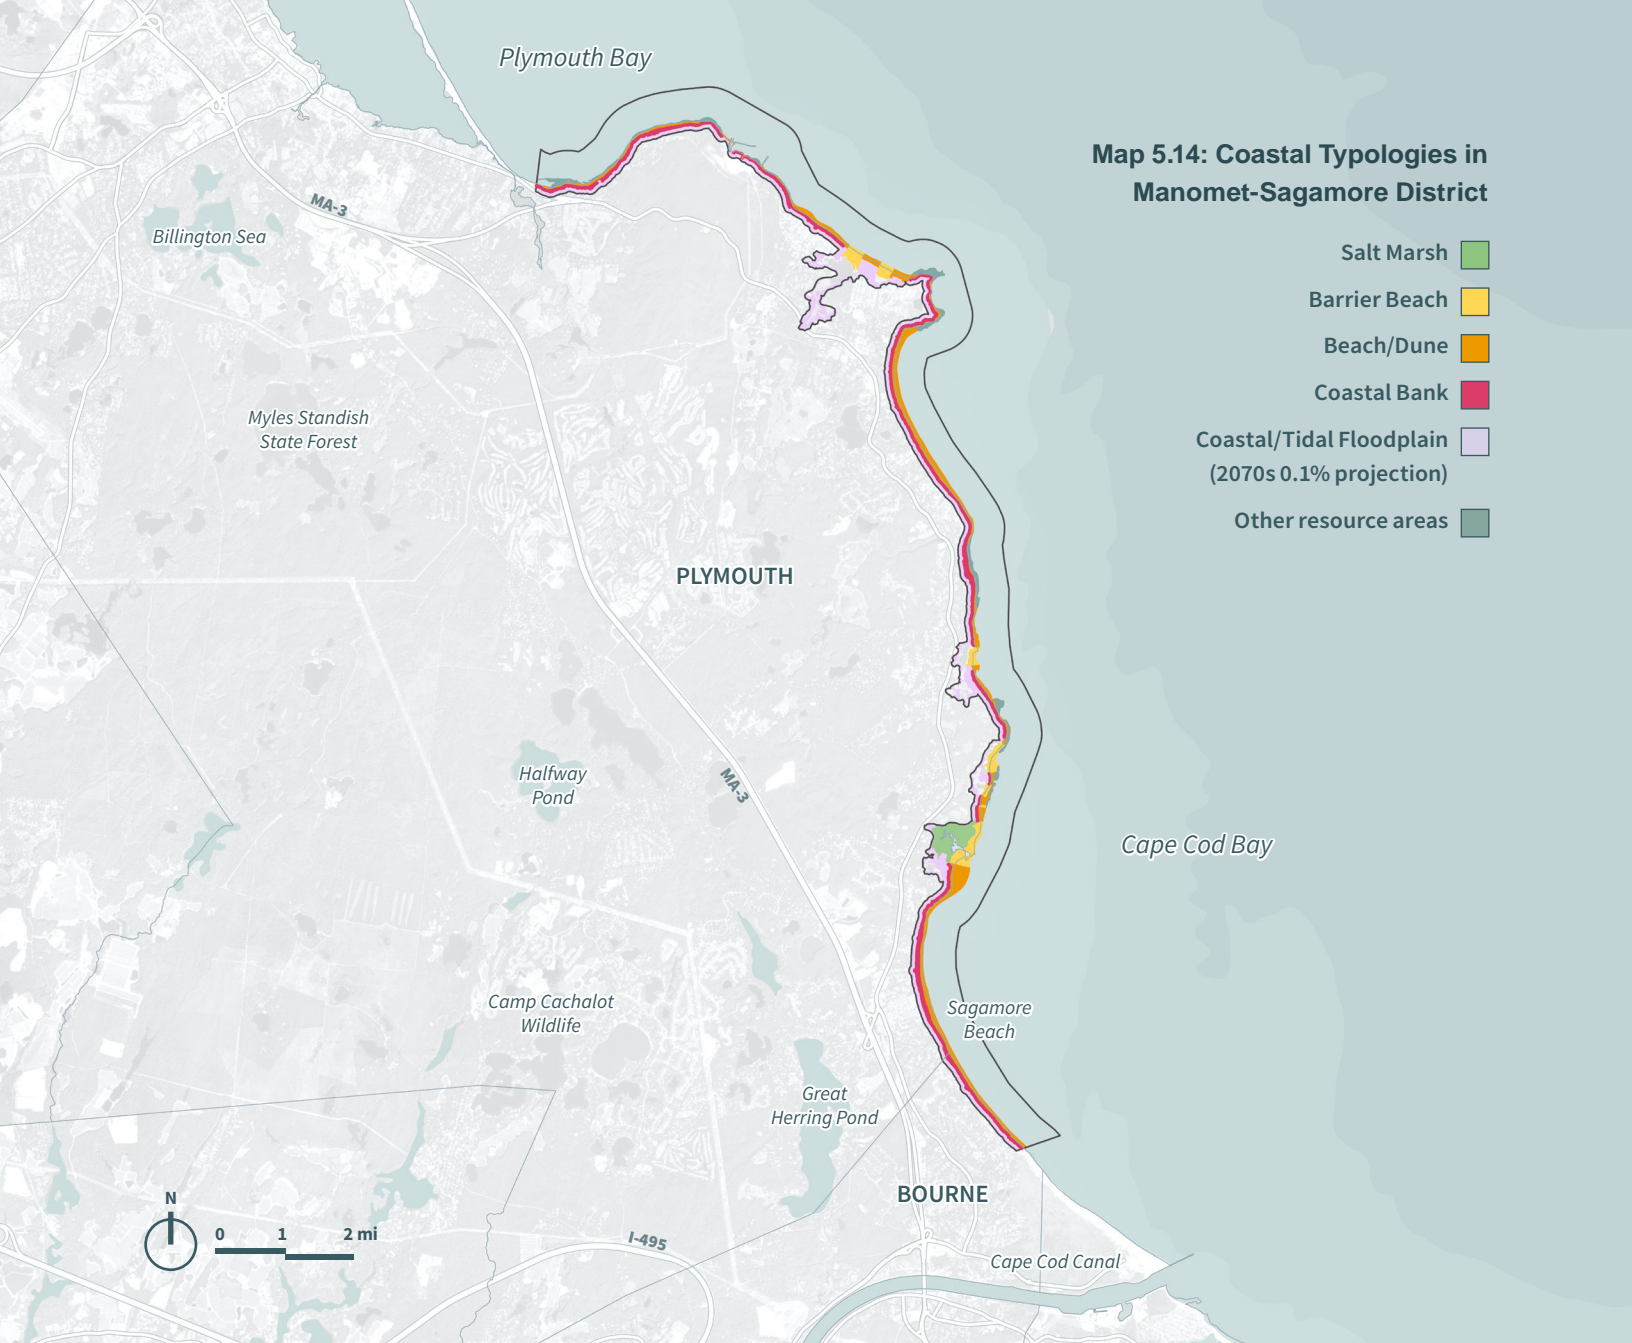 Plymouth Bay
Map 5.14: Coastal Typologies in
Manomet-Sagamore District
Salt Marsh
Barrier Beach
Beach/Dune
Coastal Bank
Coastal/Tidal Floodplain
(2070s 0.1% projection)
Other resource areas
MA-3
Billington Sea
Myles Standish
State Forest
PLYMOUTH
Halfway
Pond
MA-3
Cape Cod Bay
Camp Cachalot
Wildlife
Sagamore
Beach
Great
Herring Pond
BOURNE
N
0 1 2 mi
I-495
Cape Cod Canal